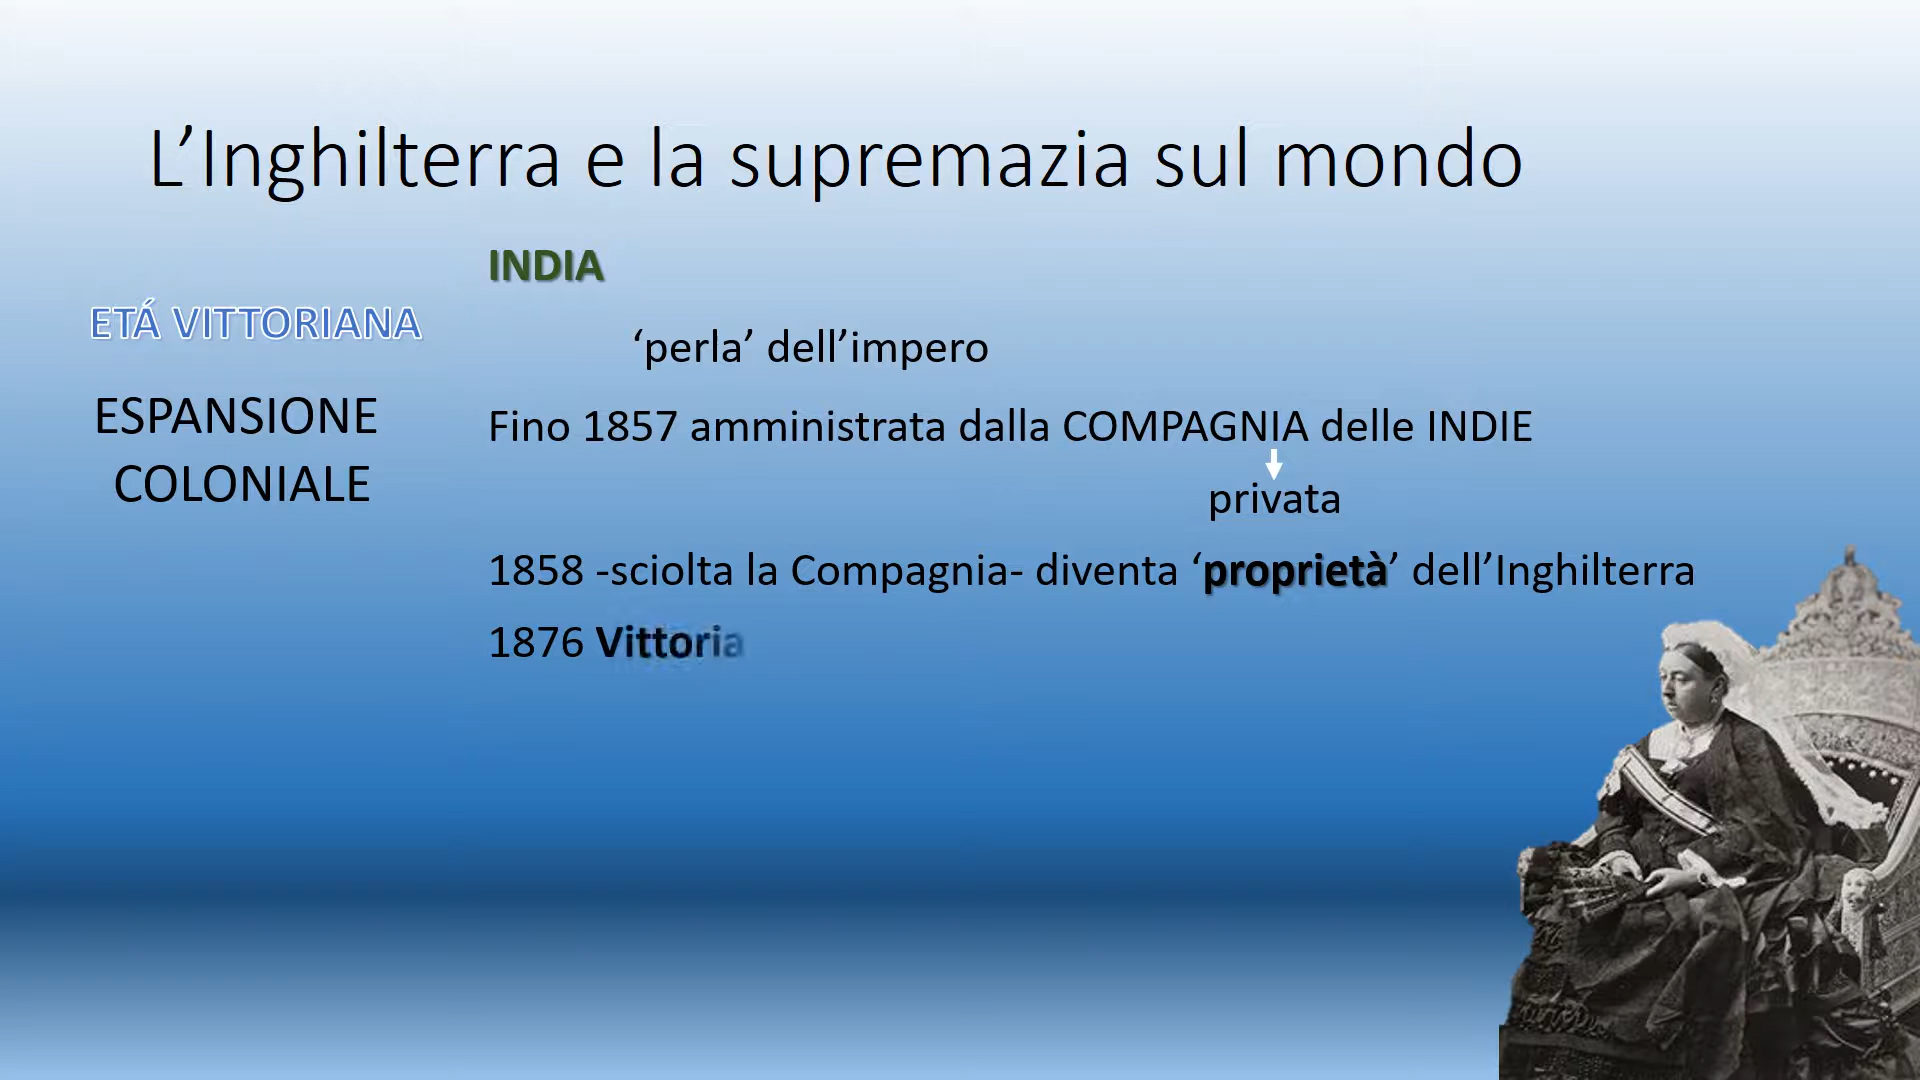 L’Inghilterra e la supremazia sul mondo
INDIA
ETÁ VITTORIANA
‘perla’ dell’impero
ESPANSIONE
COLONIALE
Fino 1857 amministrata dalla COMPAGNIA delle INDIE
privata
1858 -sciolta la Compagnia- diventa ‘proprietà’ dell’Inghilterra
1876 Vittoria